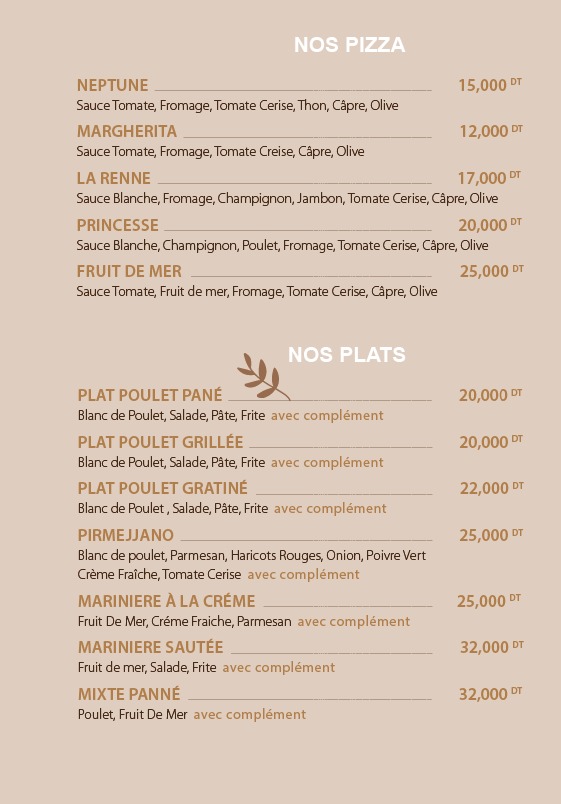 NOS PIZZA
NEPTUNE 15,000 DT
Sauce Tomate, Fromage, Tomate Cerise, Thon, Câpre, Olive
MARGHERITA 12,000 DT
Sauce Tomate, Fromage, Tomate Creise, Câpre, Olive
LA RENNE 17,000 DT
Sauce Blanche, Fromage, Champignon, Jambon, Tomate Cerise, Câpre, Olive
PRINCESSE 20,000 DT
Sauce Blanche, Champignon, Poulet, Fromage, Tomate Cerise, Câpre, Olive
FRUIT DE MER 25,000 DT
Sauce Tomate, Fruit de mer, Fromage, Tomate Cerise, Câpre, Olive
NOS PLATS
PLAT POULET PANÉ 20,000 DT
Blanc de Poulet, Salade, Pâte, Frite avec complément
PLAT POULET GRILLÉE 20,000 DT
Blanc de Poulet, Salade, Pâte, Frite avec complément
PLAT POULET GRATINÉ 22,000 DT
Blanc de Poulet , Salade, Pâte, Frite avec complément
PIRMEJJANO 25,000 DT
Blanc de poulet, Parmesan, Haricots Rouges, Onion, Poivre Vert
Crème Fraîche, Tomate Cerise avec complément
MARINIERE À LA CRÉME 25,000 DT
Fruit De Mer, Créme Fraiche, Parmesan avec complément
MARINIERE SAUTÉE 32,000 DT
Fruit de mer, Salade, Frite avec complément
MIXTE PANNÉ 32,000 DT
Poulet, Fruit De Mer avec complément